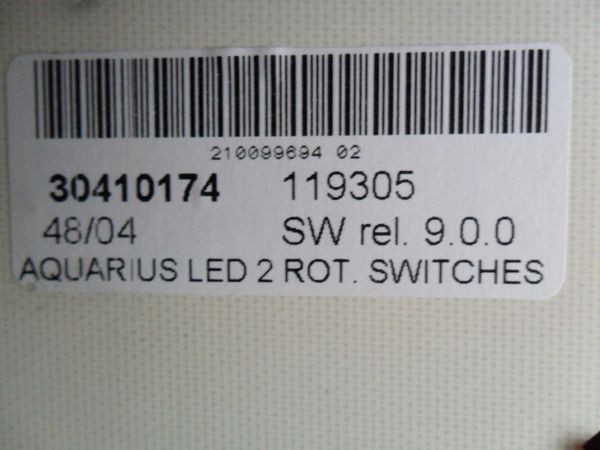 210099694 02
30410174 119305
48/04 SW rel. 9.0.0
AQUARIUS LED 2 ROT. SWITCHES